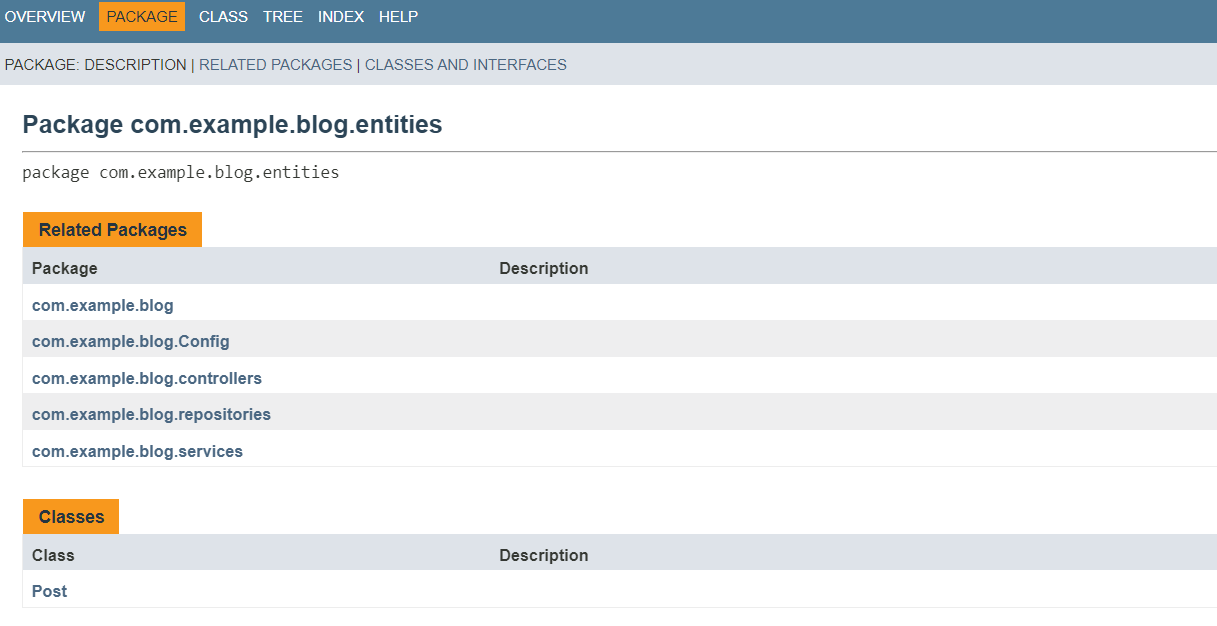 OVERVIEW PACKAGE CLASS TREE INDEX HELP
PACKAGE: DESCRIPTION | RELATED PACKAGES | CLASSES AND INTERFACES
Package com.example.blog.entities
package com.example.blog.entities
Related Packages
Package Description
com.example.blog
com.example.blog.Config
com.example.blog.controllers
com.example.blog.repositories
com.example.blog.services
Classes
Class Description
Post